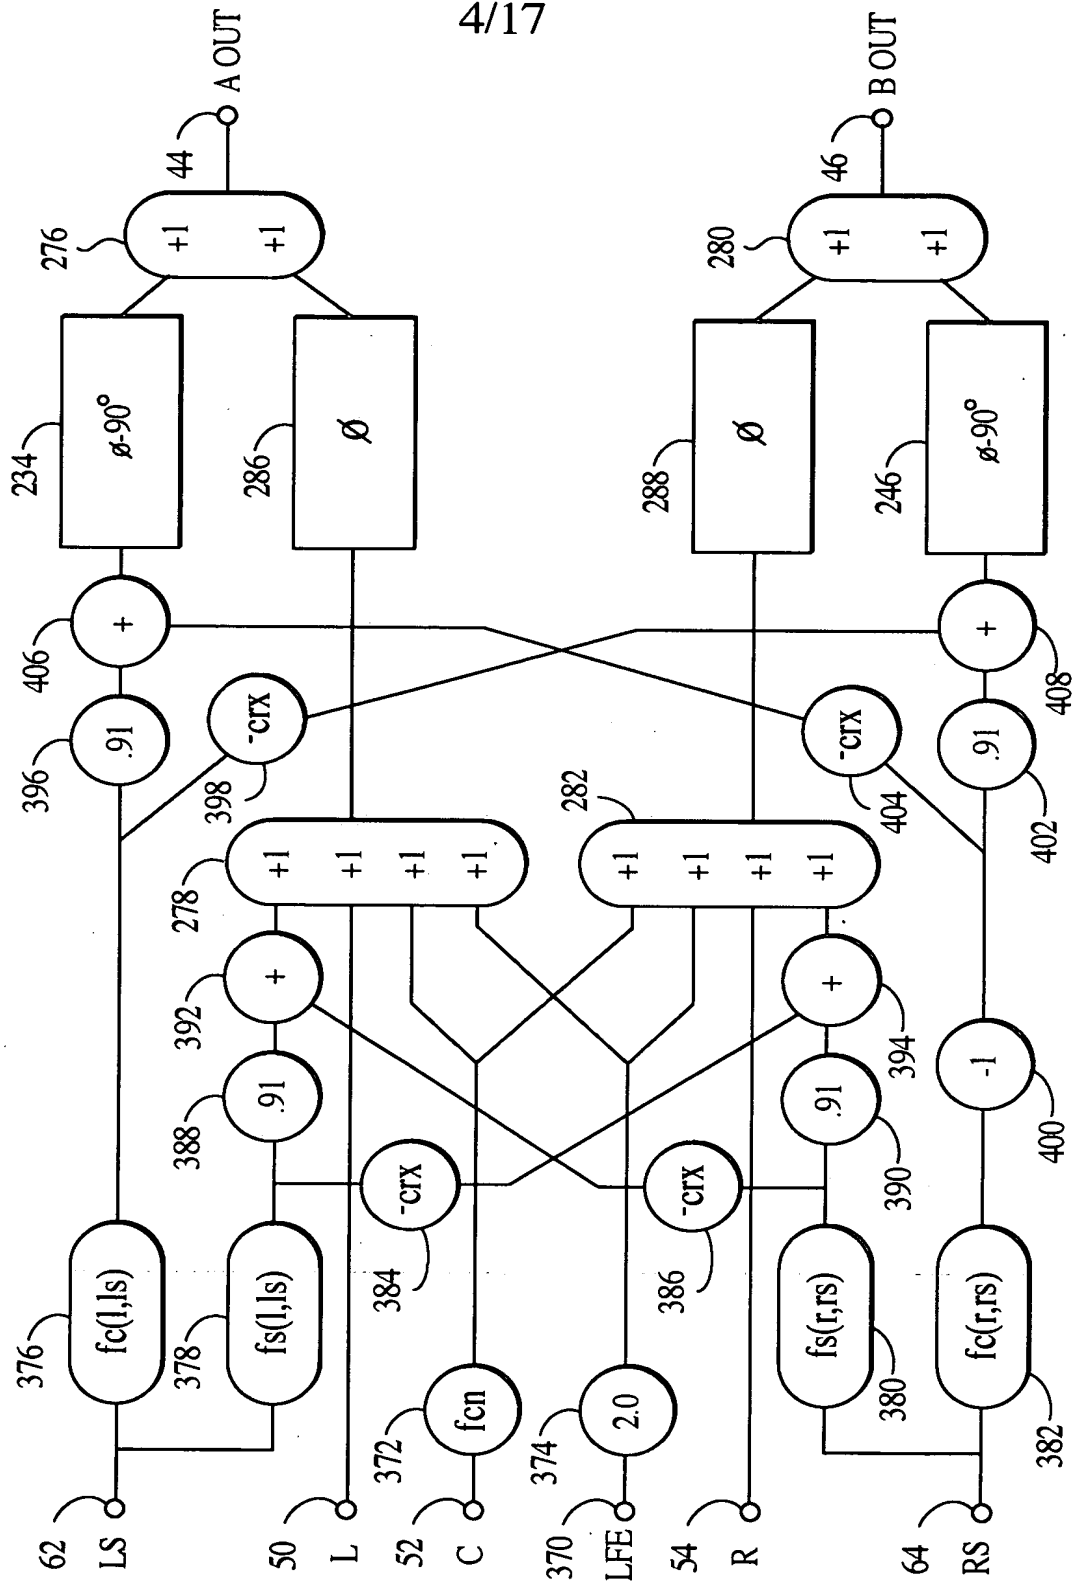 4/17
62
LS
376
fc(l,ls)
396
.91
406
+
234
ø-90°
276
+1
+1
44
A OUT
378
fs(l,ls)
388
.91
392
+
398
-crx
278
+1
+1
+1
+1
286
ø
50
L
384
-crx
52
C
372
fcn
370
LFE
374
2.0
386
-crx
54
R
282
+1
+1
+1
+1
288
ø
280
+1
+1
46
B OUT
fs(r,rs)
380
.91
390
+
394
-crx
404
64
RS
fc(r,rs)
382
-1
400
.91
402
+
408
246
ø-90°